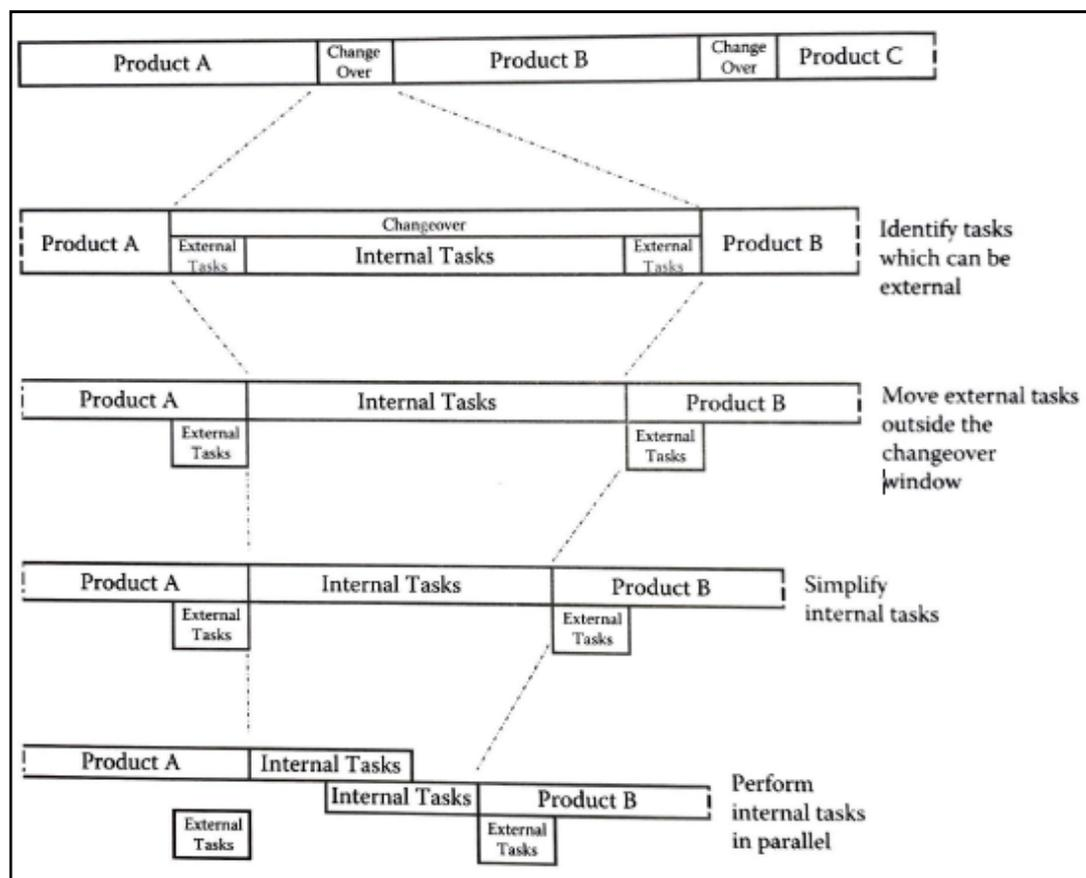 Product A
Change
Over
Product B
Change
Over
Product C
Product A
Changeover
External
Tasks
Internal Tasks
External
Tasks
Product B
Identify tasks
which can be
external
Product A
Internal Tasks
Product B
External
Tasks
External
Tasks
Move external tasks
outside the
changeover
window
Product A
Internal Tasks
Product B
External
Tasks
External
Tasks
Simplify
internal tasks
Product A
Internal Tasks
Internal Tasks
Product B
External
Tasks
External
Tasks
Perform
internal tasks
in parallel